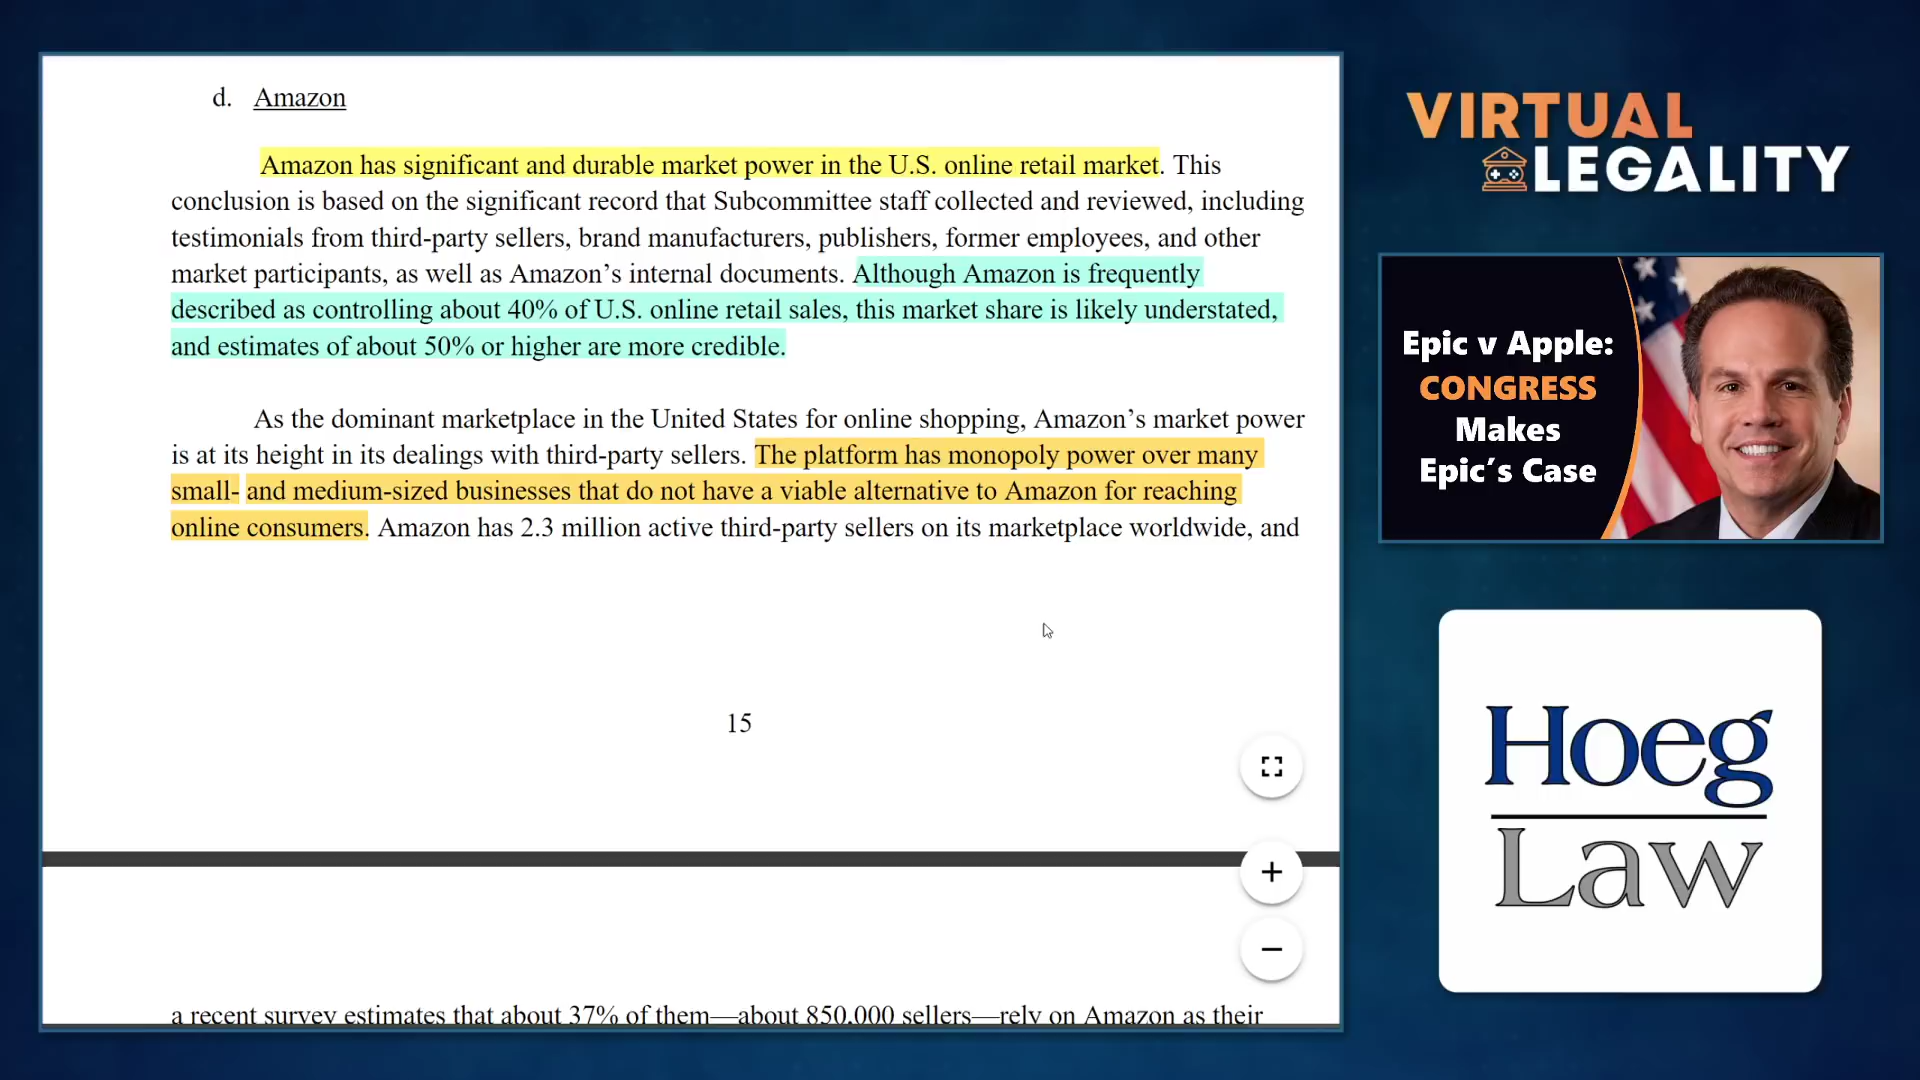 d. Amazon
Amazon has significant and durable market power in the U.S. online retail market. This
conclusion is based on the significant record that Subcommittee staff collected and reviewed, including
testimonials from third-party sellers, brand manufacturers, publishers, former employees, and other
market participants, as well as Amazon’s internal documents. Although Amazon is frequently
described as controlling about 40% of U.S. online retail sales, this market share is likely understated,
and estimates of about 50% or higher are more credible.
As the dominant marketplace in the United States for online shopping, Amazon’s market power
is at its height in its dealings with third-party sellers. The platform has monopoly power over many
small- and medium-sized businesses that do not have a viable alternative to Amazon for reaching
online consumers. Amazon has 2.3 million active third-party sellers on its marketplace worldwide, and
15
a recent survey estimates that about 37% of them—about 850,000 sellers—rely on Amazon as their
VIRTUAL
LEGALITY
Epic v Apple:
CONGRESS
Makes
Epic’s Case
Hoeg
Law